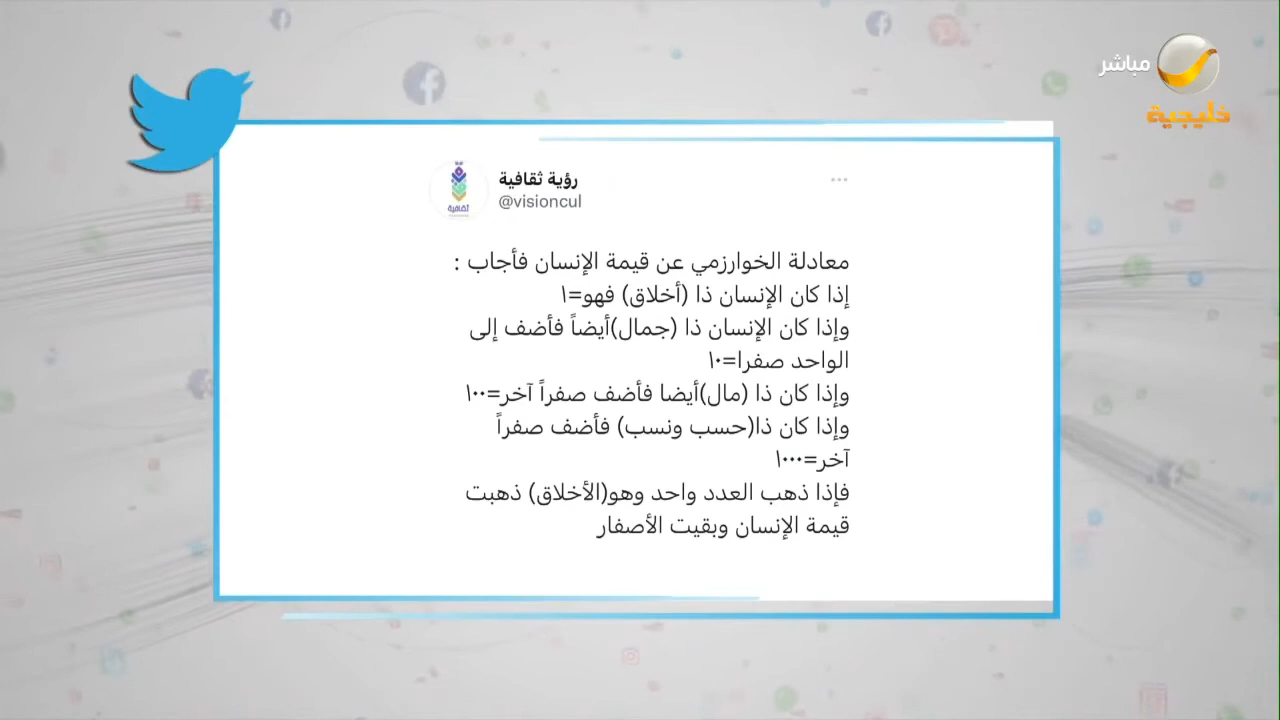 مباشر
خليجية
رؤية ثقافية
@visioncul
ثقافية
معادلة الخوارزمي عن قيمة الإنسان فأجاب :
إذا كان الإنسان ذا (أخلاق) فهو=١
وإذا كان الإنسان ذا (جمال)أيضاً فأضف إلى
الواحد صفرا=١٠
وإذا كان ذا (مال)أيضا فأضف صفراً آخر=١٠٠
وإذا كان ذا(حسب ونسب) فأضف صفراً
آخر=١٠٠٠
فإذا ذهب العدد واحد وهو(الأخلاق) ذهبت
قيمة الإنسان وبقيت الأصفار